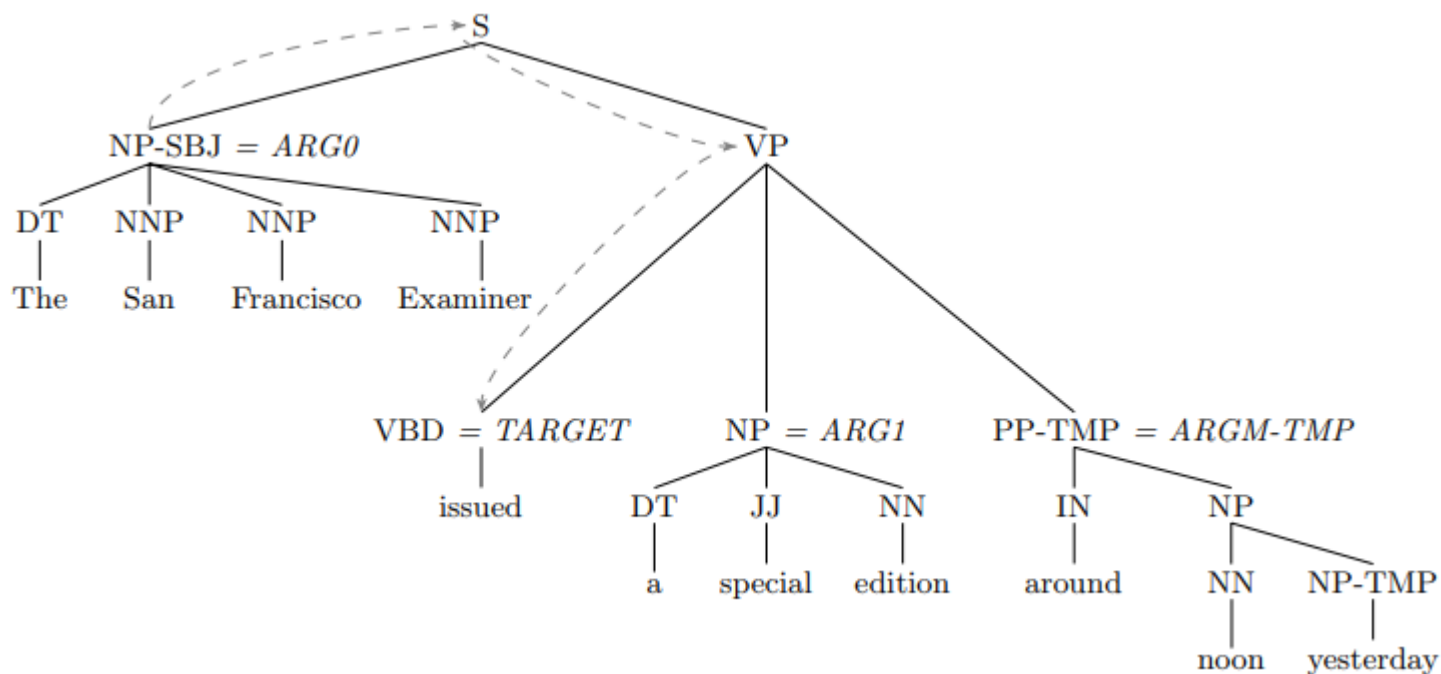 S
NP-SBJ = ARG0 VP
DT NNP NNP NNP
The San Francisco Examiner
VBD = TARGET NP = ARG1 PP-TMP = ARGM-TMP
issued DT JJ NN IN NP
a special edition around NN NP-TMP
noon yesterday